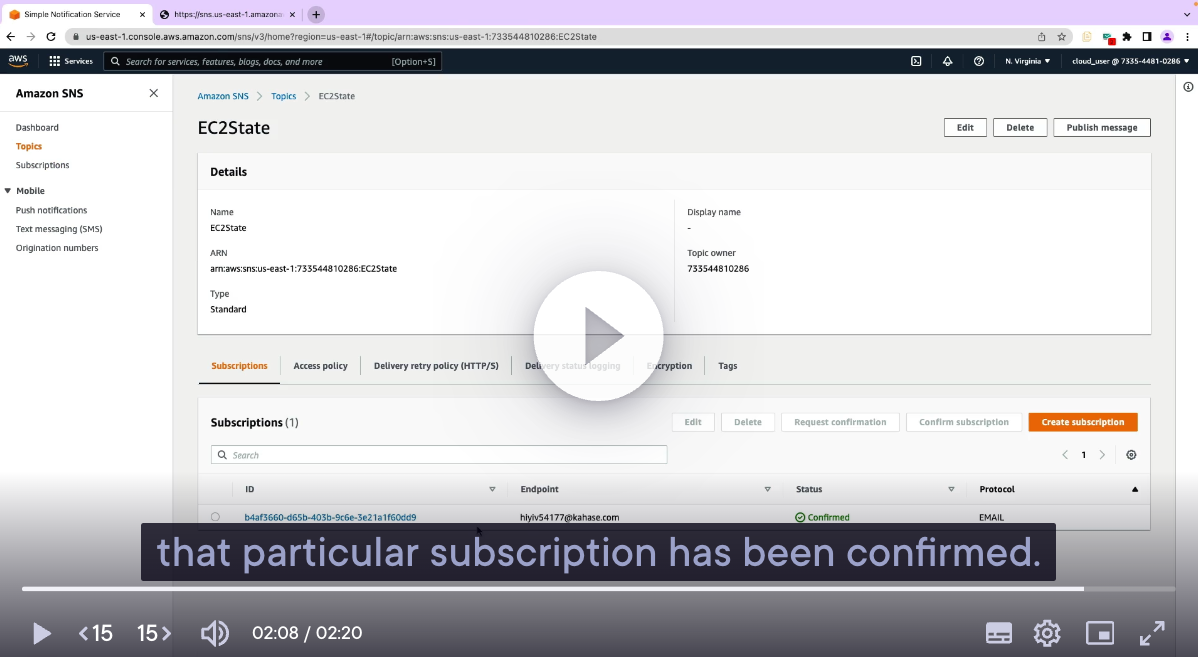 Simple Notification Service
https://sns.us-east-1.amazona
us-east-1.console.aws.amazon.com/sns/v3/home?region=us-east-1#/topic/arn:aws:sns:us-east-1:733544810286:EC2State
aws
Services
Search for services, features, blogs, docs, and more
[Option+S]
N. Virginia
cloud_user @ 7335-4481-0286
Amazon SNS
Dashboard
Topics
Subscriptions
Mobile
Push notifications
Text messaging (SMS)
Origination numbers
Amazon SNS > Topics > EC2State
EC2State
Edit
Delete
Publish message
Details
Name
EC2State
ARN
arn:aws:sns:us-east-1:733544810286:EC2State
Type
Standard
Display name
-
Topic owner
733544810286
Subscriptions
Access policy
Delivery retry policy (HTTP/S)
Delivery status logging
Encryption
Tags
Subscriptions (1)
Edit
Delete
Request confirmation
Confirm subscription
Create subscription
Search
1
ID
Endpoint
Status
Protocol
b4af3660-d65b-403b-9c6e-3e21a1f60dd9
Confirmed
EMAIL
that particular subscription has been confirmed.
15
15
02:08 / 02:20